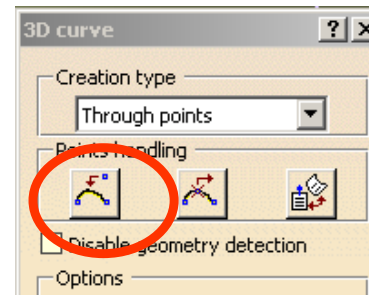 3D curve
Creation type
Through points
Points handling
Disable geometry detection
Options